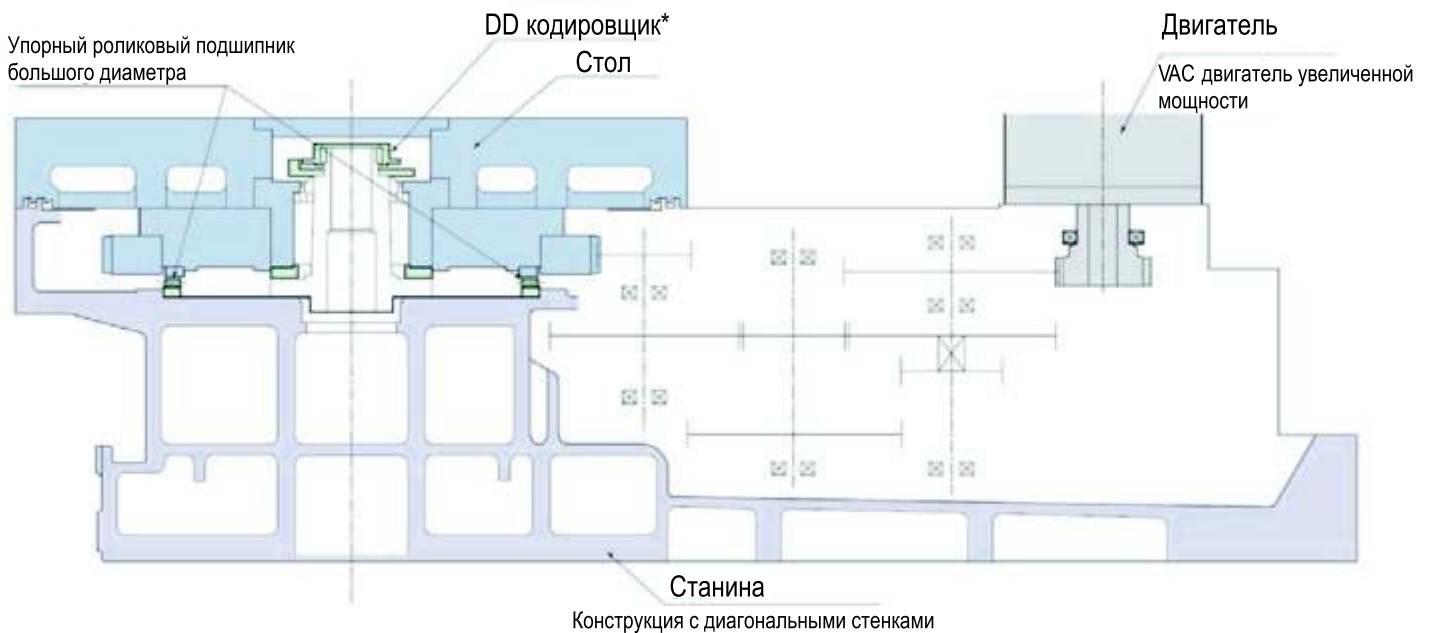 DD кодировщик*
Двигатель
Упорный роликовый подшипник
большого диаметра
Стол
VAC двигатель увеличенной
мощности
Станина
Конструкция с диагональными стенками